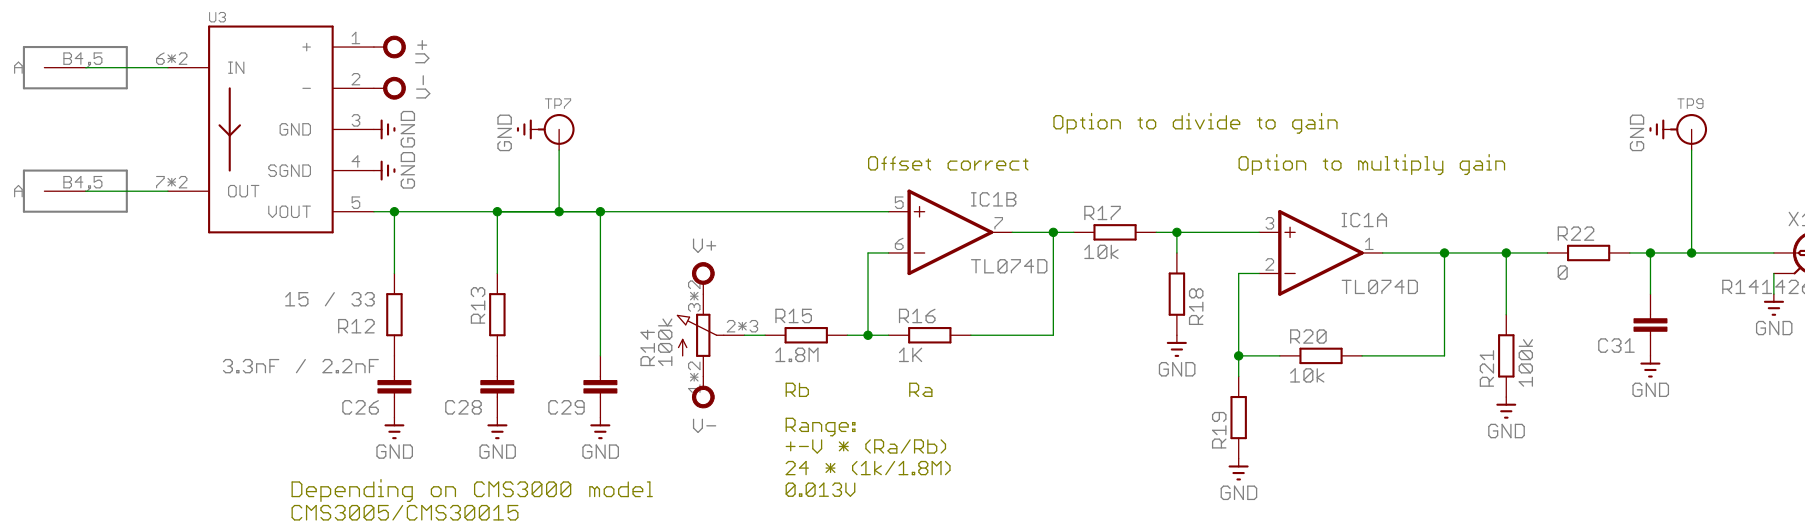 U3
A
B4,5
6*2
IN
+
1
V+
-
2
V-
GND
3
GND
SGND
4
GND
A
B4,5
7*2
OUT
VOUT
5
TP7
GND
15 / 33
R12
3.3nF / 2.2nF
C26
GND
R13
C28
GND
C29
GND
Depending on CMS3000 model
CMS3005/CMS30015
V+
3*2
R14
100k
2*3
1*2
V-
R15
1.8M
Rb
R16
1K
Ra
Range:
+-V * (Ra/Rb)
24 * (1k/1.8M)
0.013V
Offset correct
5
+
6
-
IC1B
7
TL074D
Option to divide to gain
R17
10k
R18
GND
Option to multiply gain
3
+
2
-
IC1A
1
TL074D
R20
10k
R19
GND
R21
100k
GND
R22
0
TP9
GND
C31
GND
X1
R141426
GND